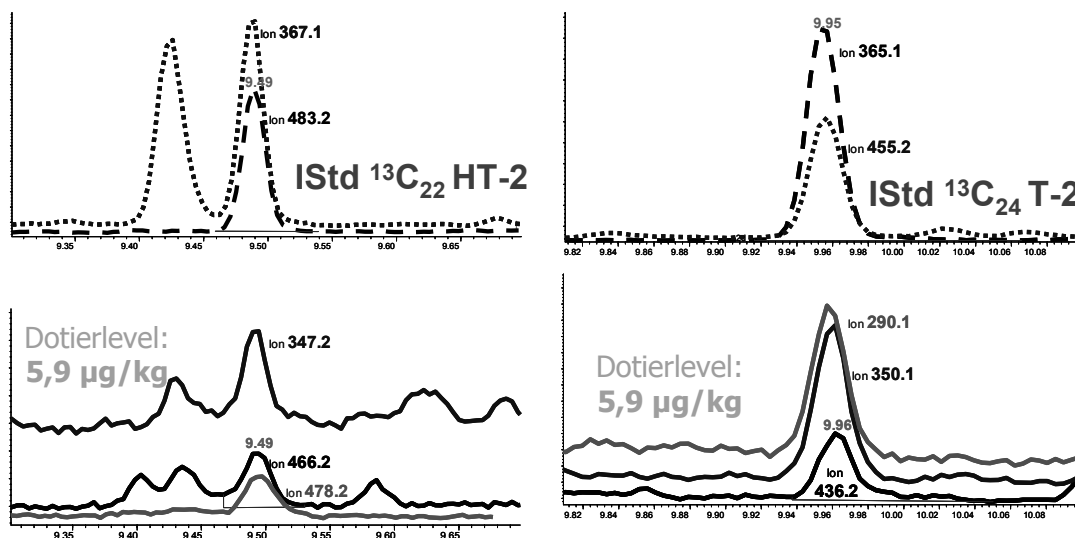 Ion 367.1
9.49
Ion 483.2
IStd ¹³C₂₂ HT-2
9.35 9.40 9.45 9.50 9.55 9.60 9.65
9.95
Ion 365.1
Ion 455.2
IStd ¹³C₂₄ T-2
9.82 9.84 9.86 9.88 9.90 9.92 9.94 9.96 9.98 10.00 10.02 10.04 10.06 10.08
Dotierlevel:
5,9 µg/kg
Ion 347.2
9.49
Ion 466.2
Ion 478.2
9.35 9.40 9.45 9.50 9.55 9.60 9.65
Dotierlevel:
5,9 µg/kg
Ion 290.1
Ion 350.1
9.96
Ion
436.2
9.82 9.84 9.86 9.88 9.90 9.92 9.94 9.96 9.98 10.00 10.02 10.04 10.06 10.08